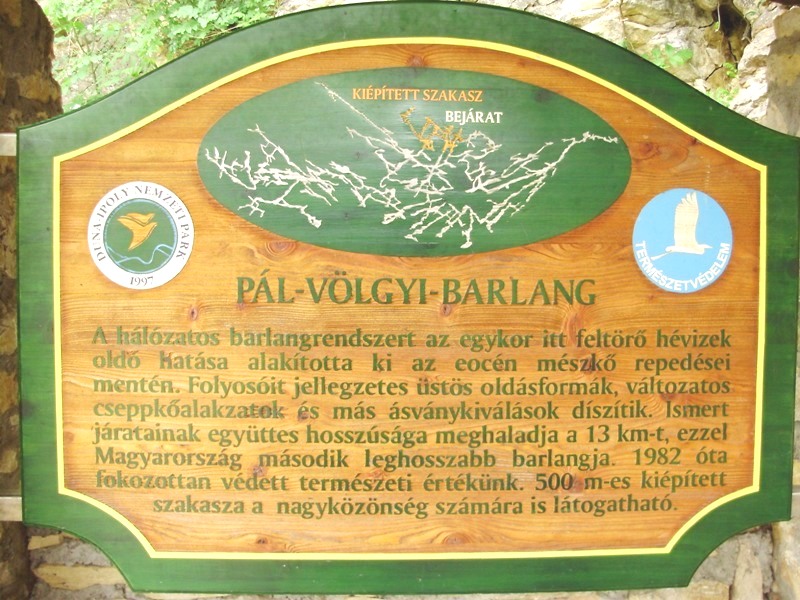 KIÉPÍTETT SZAKASZ
BEJÁRAT
DUNA-IPOLY NEMZETI PARK
1997
TERMÉSZETVÉDELEM
PÁL-VÖLGYI-BARLANG
A hálózatos barlangrendszert az egykor itt feltörő hévizek
oldó hatása alakította ki az eocén mészkő repedései
mentén. Folyosóit jellegzetes üstös oldásformák, változatos
cseppkőalakzatok és más ásványkiválások díszítik. Ismert
járatainak együttes hosszúsága meghaladja a 13 km-t, ezzel
Magyarország második leghosszabb barlangja. 1982 óta
fokozottan védett természeti értékünk. 500 m-es kiépített
szakasza a nagyközönség számára is látogatható.